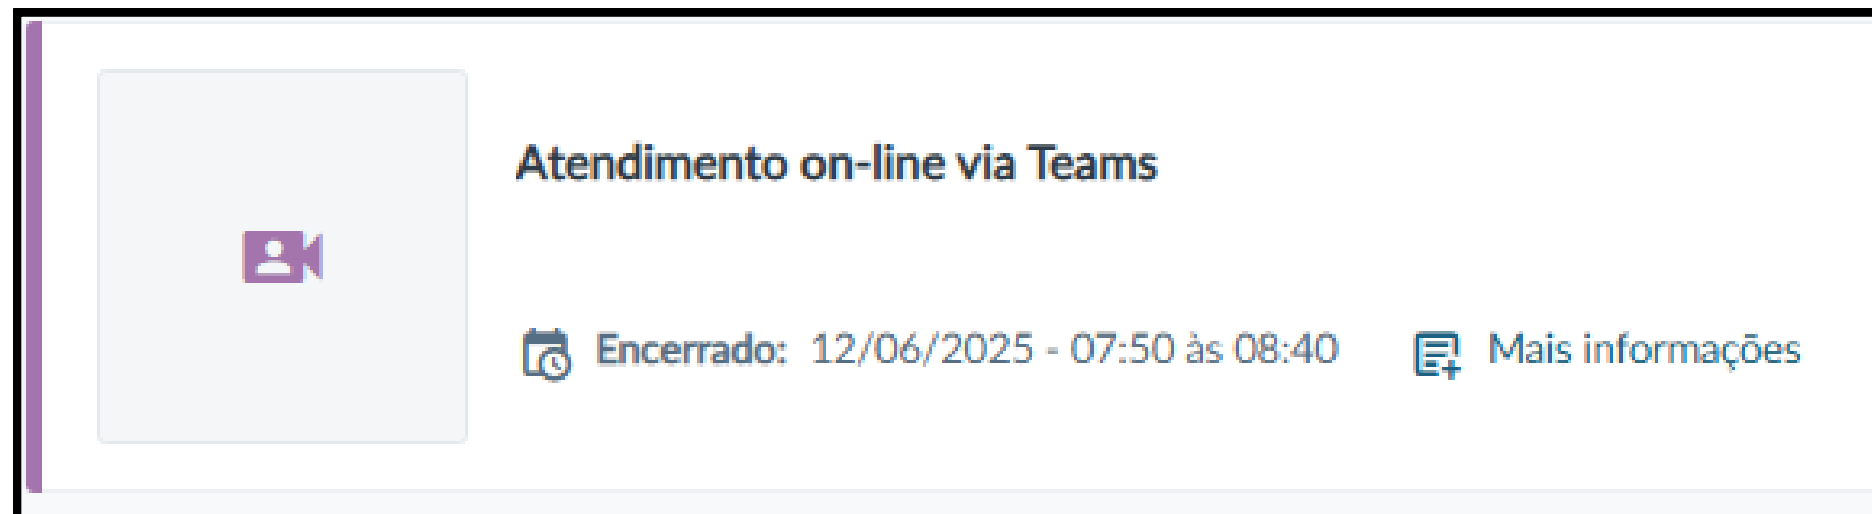 Atendimento on-line via Teams
Encerrado: 12/06/2025 - 07:50 às 08:40 Mais informações